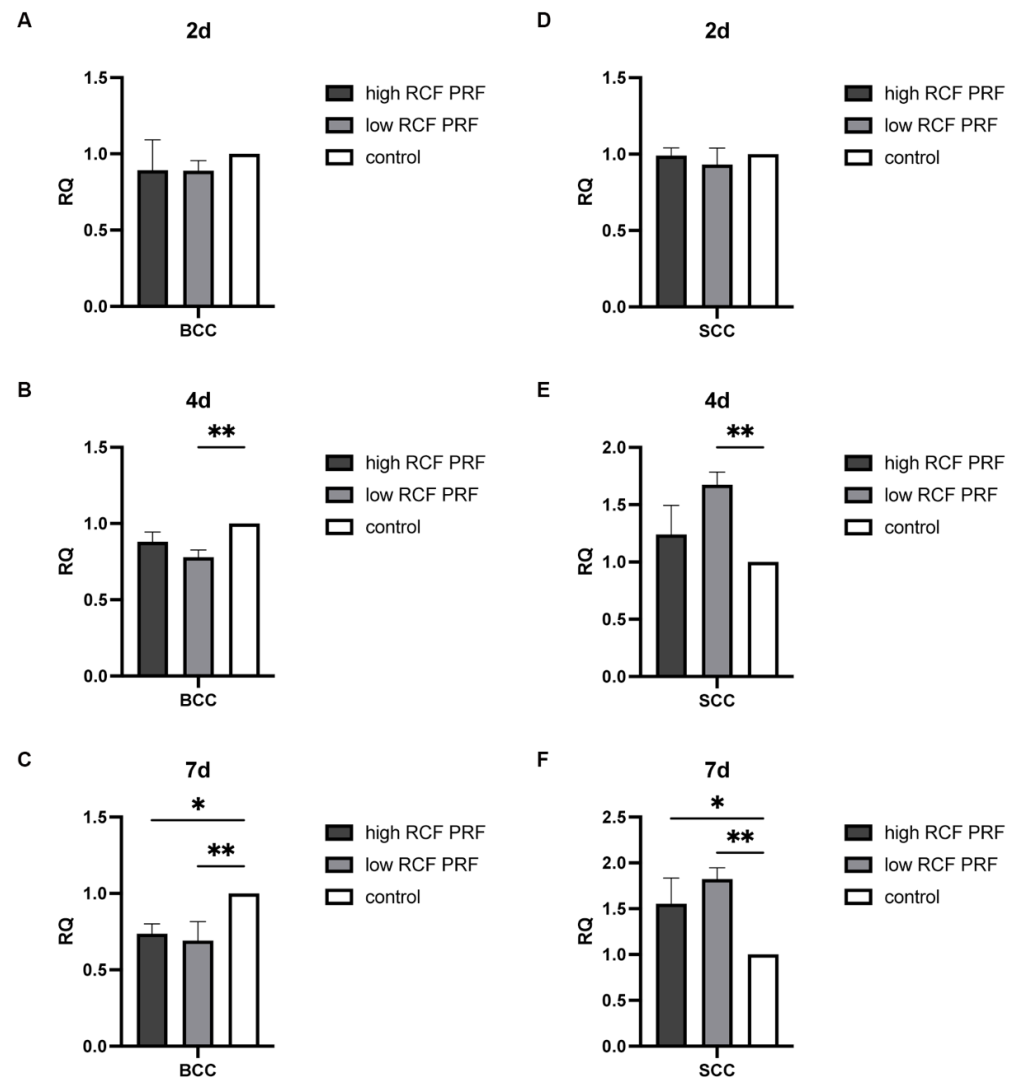 A
2d
1.5
1.0
0.5
0.0
RQ
BCC
high RCF PRF
low RCF PRF
control
D
2d
1.5
1.0
0.5
0.0
RQ
SCC
high RCF PRF
low RCF PRF
control
B
4d
**
1.5
1.0
0.5
0.0
RQ
BCC
high RCF PRF
low RCF PRF
control
E
4d
**
2.0
1.5
1.0
0.5
0.0
RQ
SCC
high RCF PRF
low RCF PRF
control
C
7d
*
**
1.5
1.0
0.5
0.0
RQ
BCC
high RCF PRF
low RCF PRF
control
F
7d
*
**
2.5
2.0
1.5
1.0
0.5
0.0
RQ
SCC
high RCF PRF
low RCF PRF
control